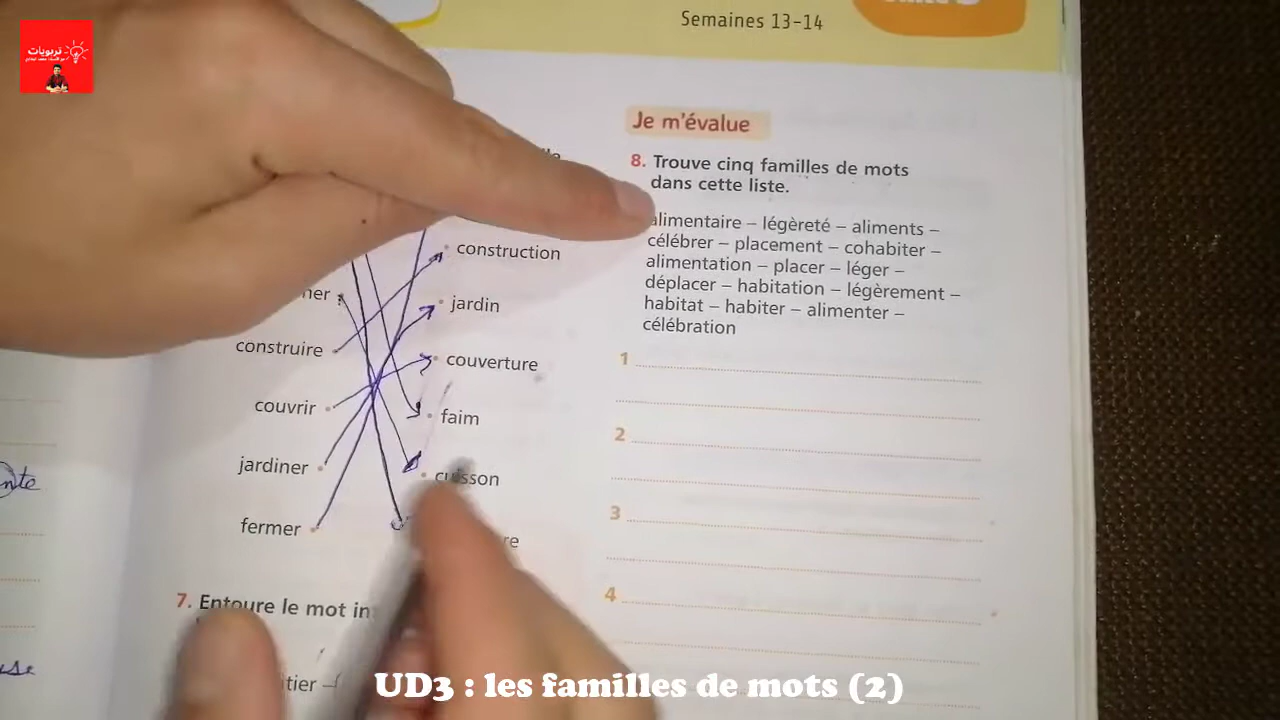 تربويات
Semaines 13-14
Je m'évalue
8. Trouve cinq familles de mots
dans cette liste.
alimentaire – légèreté – aliments –
célébrer – placement – cohabiter –
alimentation – placer – léger –
déplacer – habitation – légèrement –
habitat – habiter – alimenter –
célébration
1
2
3
4
construction
jardin
construire
couverture
couvrir
faim
jardiner
cuisson
fermer
7. Entoure le mot
UD3 : les familles de mots (2)